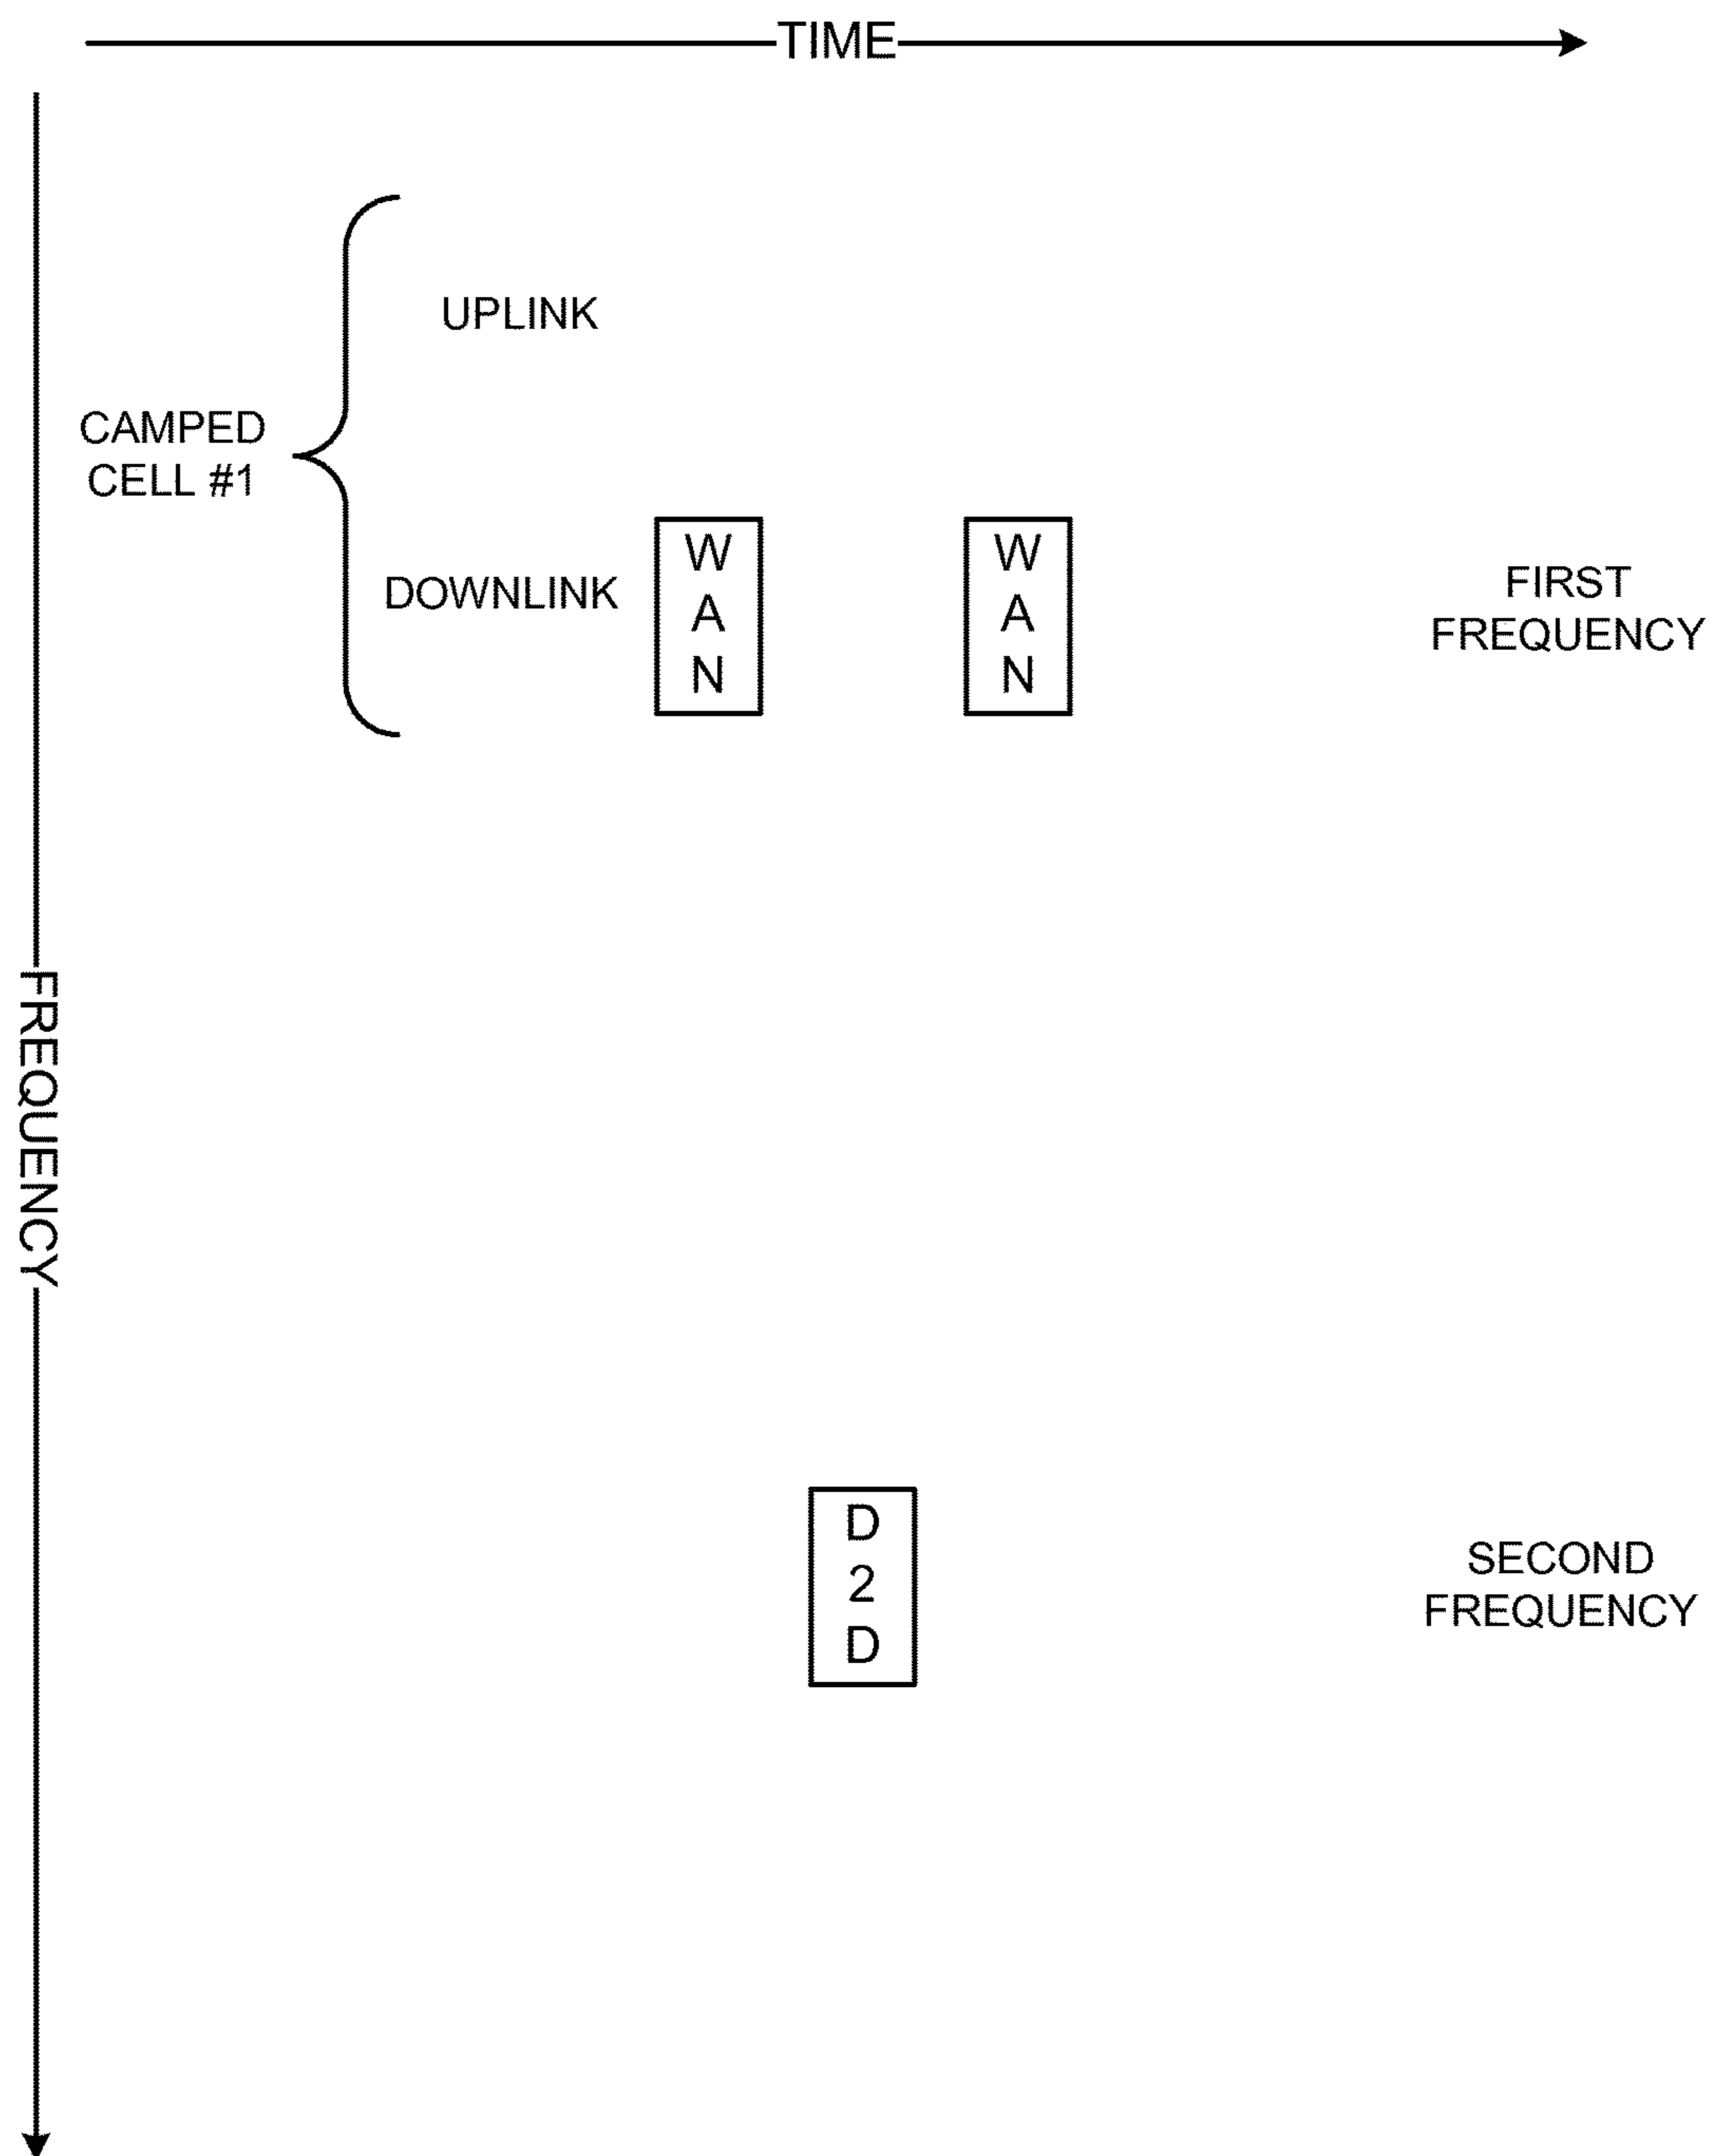 TIME
UPLINK
CAMPED
CELL #1
DOWNLINK
W
A
N
W
A
N
FIRST
FREQUENCY
FREQUENCY
D
2
D
SECOND
FREQUENCY